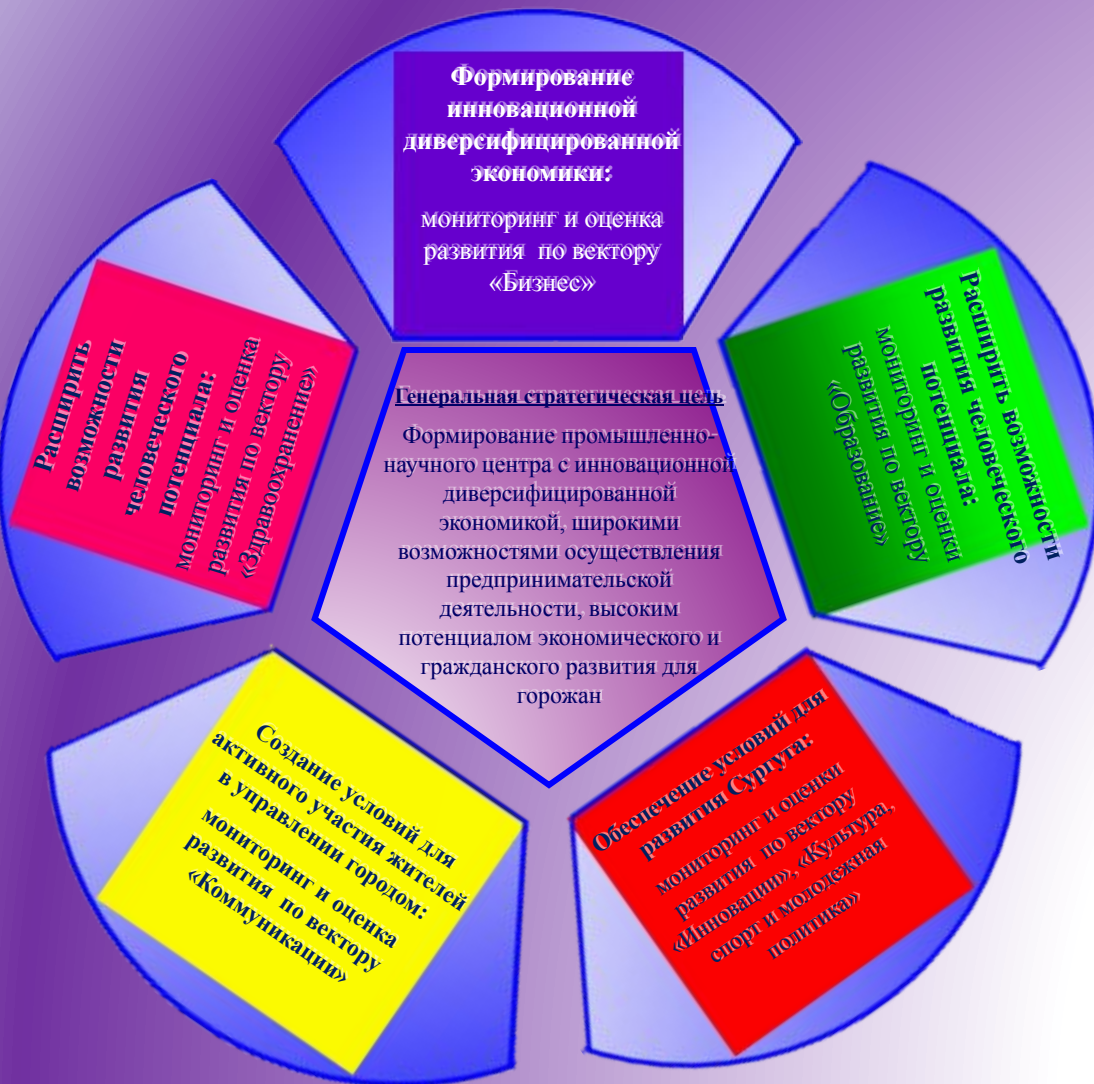 Формирование
инновационной
диверсифицированной
экономики:
мониторинг и оценка
развития по вектору
«Бизнес»
Расширить возможности
развития человеческого
потенциала:
мониторинг и оценки
развития по вектору
«Образование»
Обеспечение условий для
развития Сургута:
мониторинг и оценки
развития по вектору
«Инновации», «Культура,
спорт и молодежная
политика»
Создание условий для
активного участия жителей
в управлении городом:
мониторинг и оценка
развития по вектору
«Коммуникации»
Расширить
возможности
развития
человеческого
потенциала:
мониторинг и оценка
развития по вектору
«Здравоохранение»
Генеральная стратегическая цель
Формирование промышленно-
научного центра с инновационной
диверсифицированной
экономикой, широкими
возможностями осуществления
предпринимательской
деятельности, высоким
потенциалом экономического и
гражданского развития для
горожан